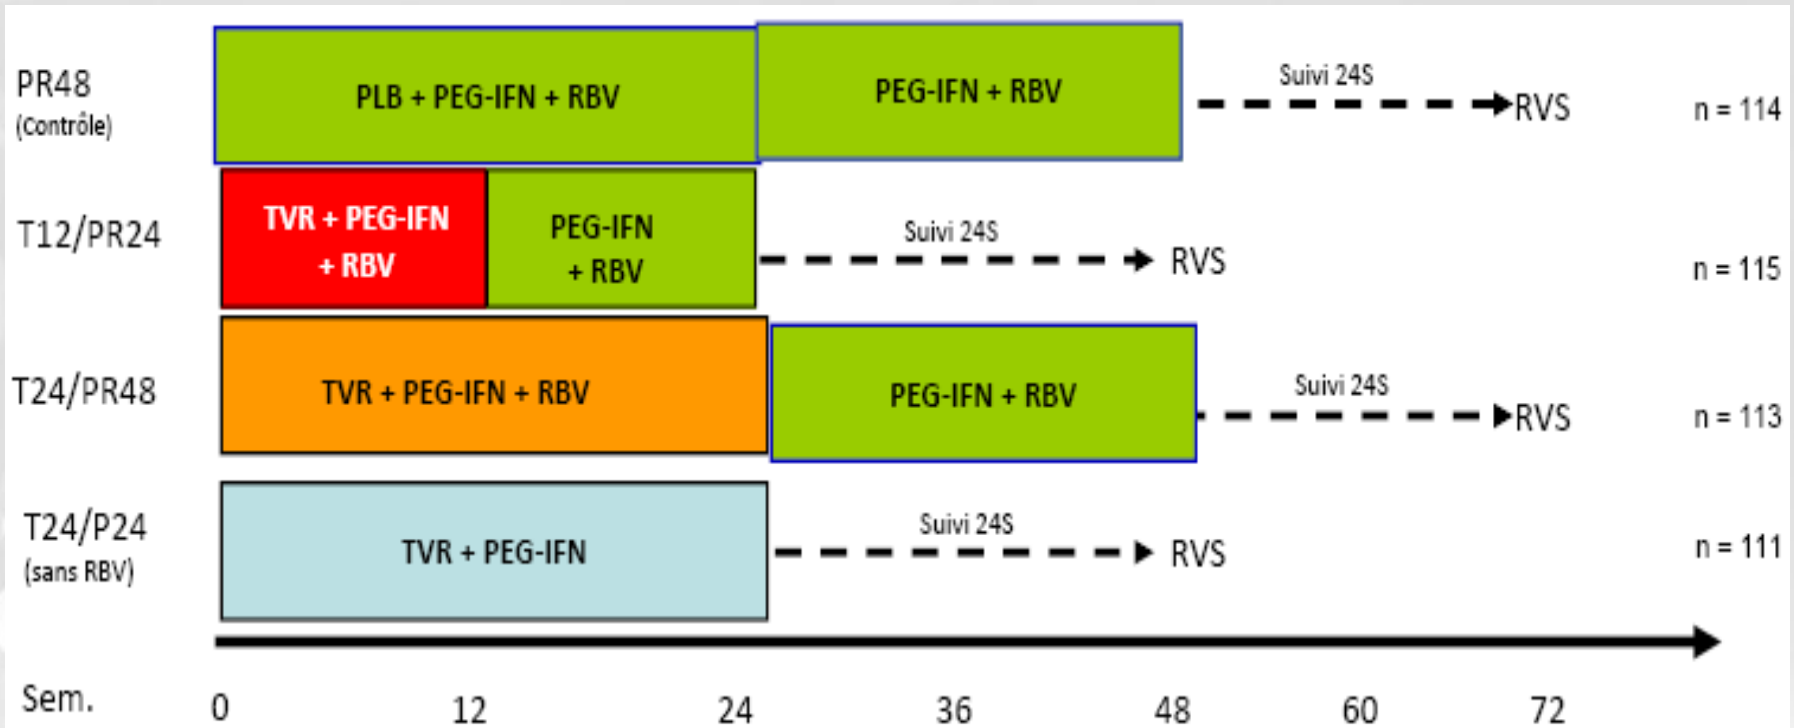 PR48
(Contrôle)
PLB + PEG-IFN + RBV
PEG-IFN + RBV
Suivi 24S
RVS
n = 114
T12/PR24
TVR + PEG-IFN
+ RBV
PEG-IFN
+ RBV
Suivi 24S
RVS
n = 115
T24/PR48
TVR + PEG-IFN + RBV
PEG-IFN + RBV
Suivi 24S
RVS
n = 113
T24/P24
(sans RBV)
TVR + PEG-IFN
Suivi 24S
RVS
n = 111
Sem. 0 12 24 36 48 60 72